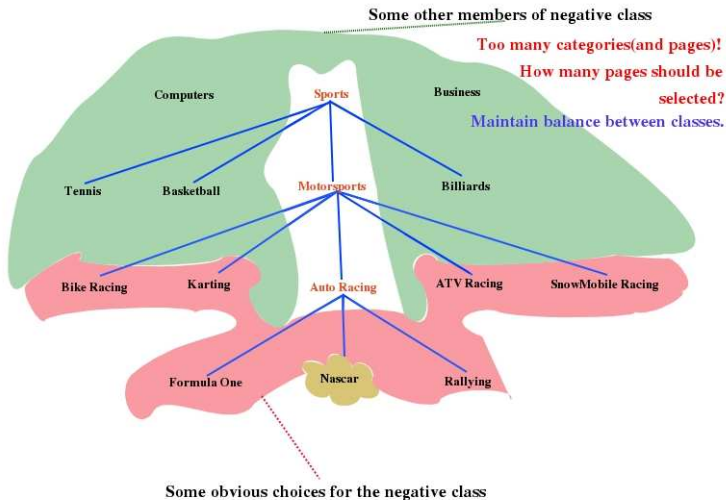 Some other members of negative class
Too many categories(and pages)!
How many pages should be
selected?
Maintain balance between classes.
Computers
Sports
Business
Tennis
Basketball
Motorsports
Billiards
Bike Racing
Karting
Auto Racing
ATV Racing
SnowMobile Racing
Formula One
Nascar
Rallying
Some obvious choices for the negative class